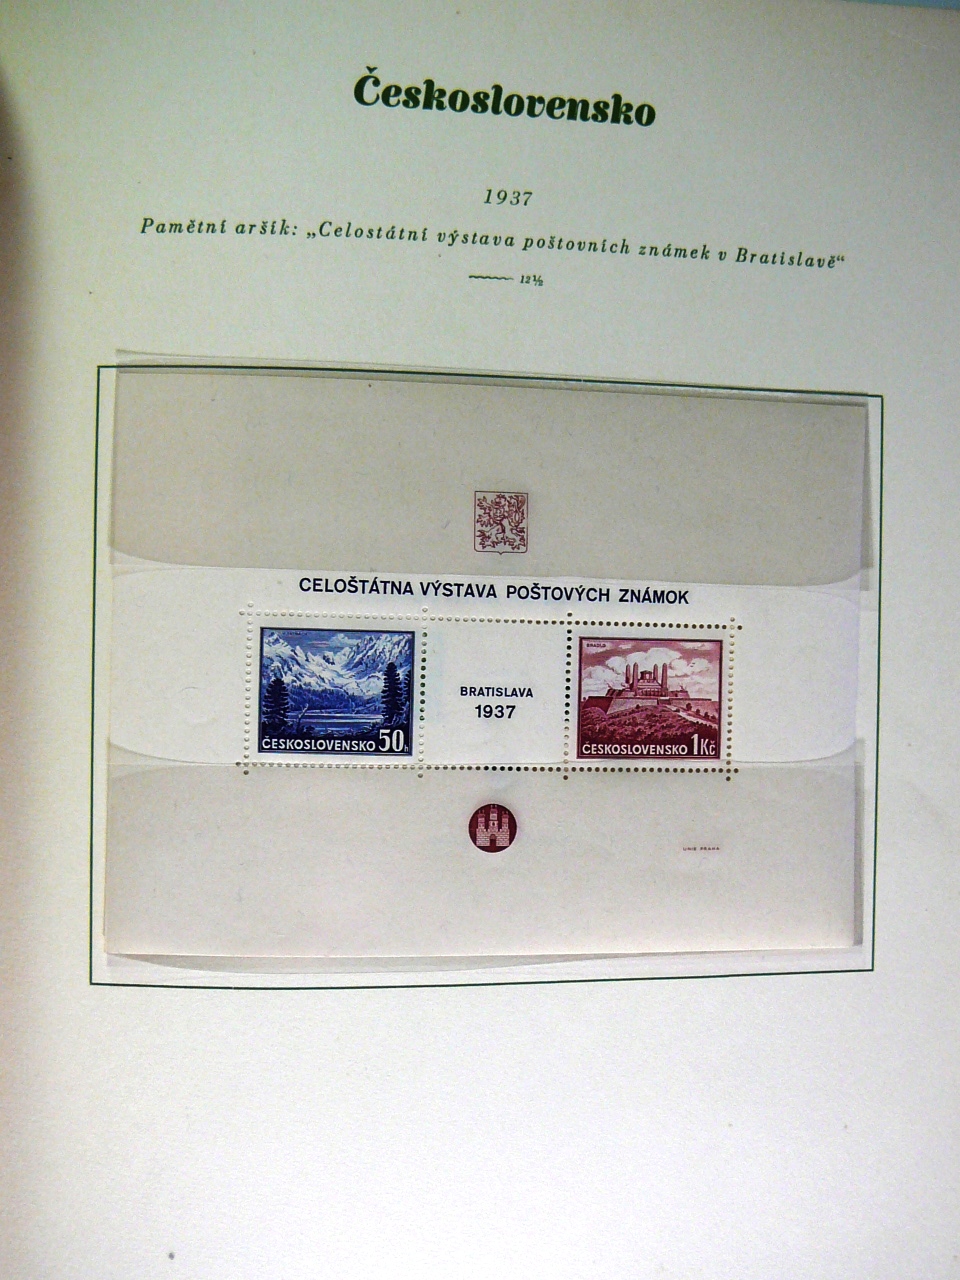 Československo
1937
Pamětní aršík: „Celostátní výstava poštovních známek v Bratislavě“
12½
CELOŠTÁTNA VÝSTAVA POŠTOVÝCH ZNÁMOK
BRADLO
BRATISLAVA
1937
ČESKOSLOVENSKO 50h
ČESKOSLOVENSKO 1Kč
UNIE PRAHA